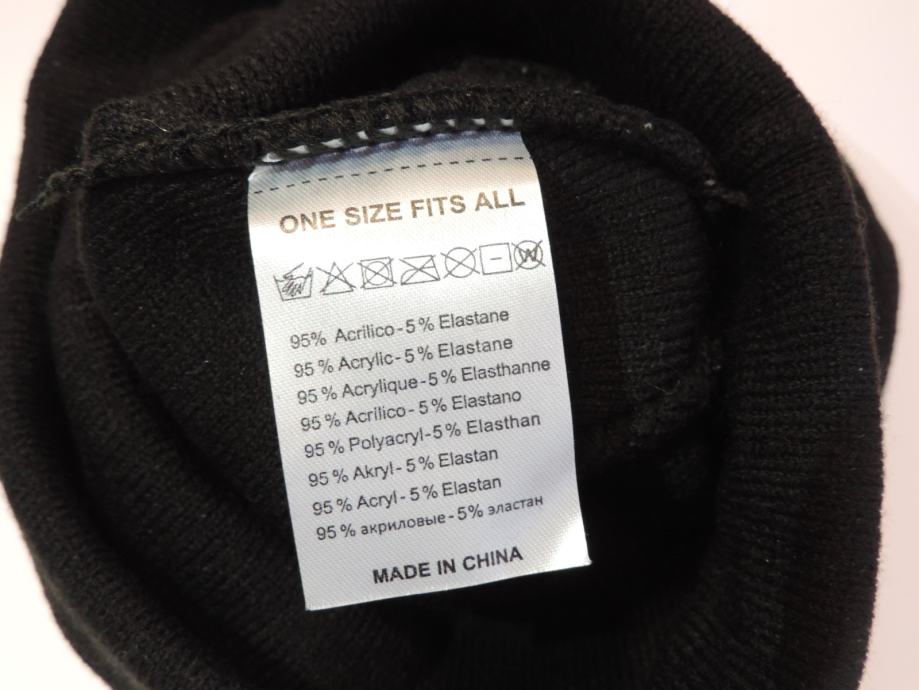 ONE SIZE FITS ALL
W
95% Acrilico-5% Elastane
95% Acrylic-5% Elastane
95% Acrylique-5% Elasthanne
95% Acrilico-5% Elastano
95% Polyacryl-5% Elasthan
95% Akryl-5% Elastan
95% Acryl-5% Elastan
95% акриловые-5% эластан
MADE IN CHINA